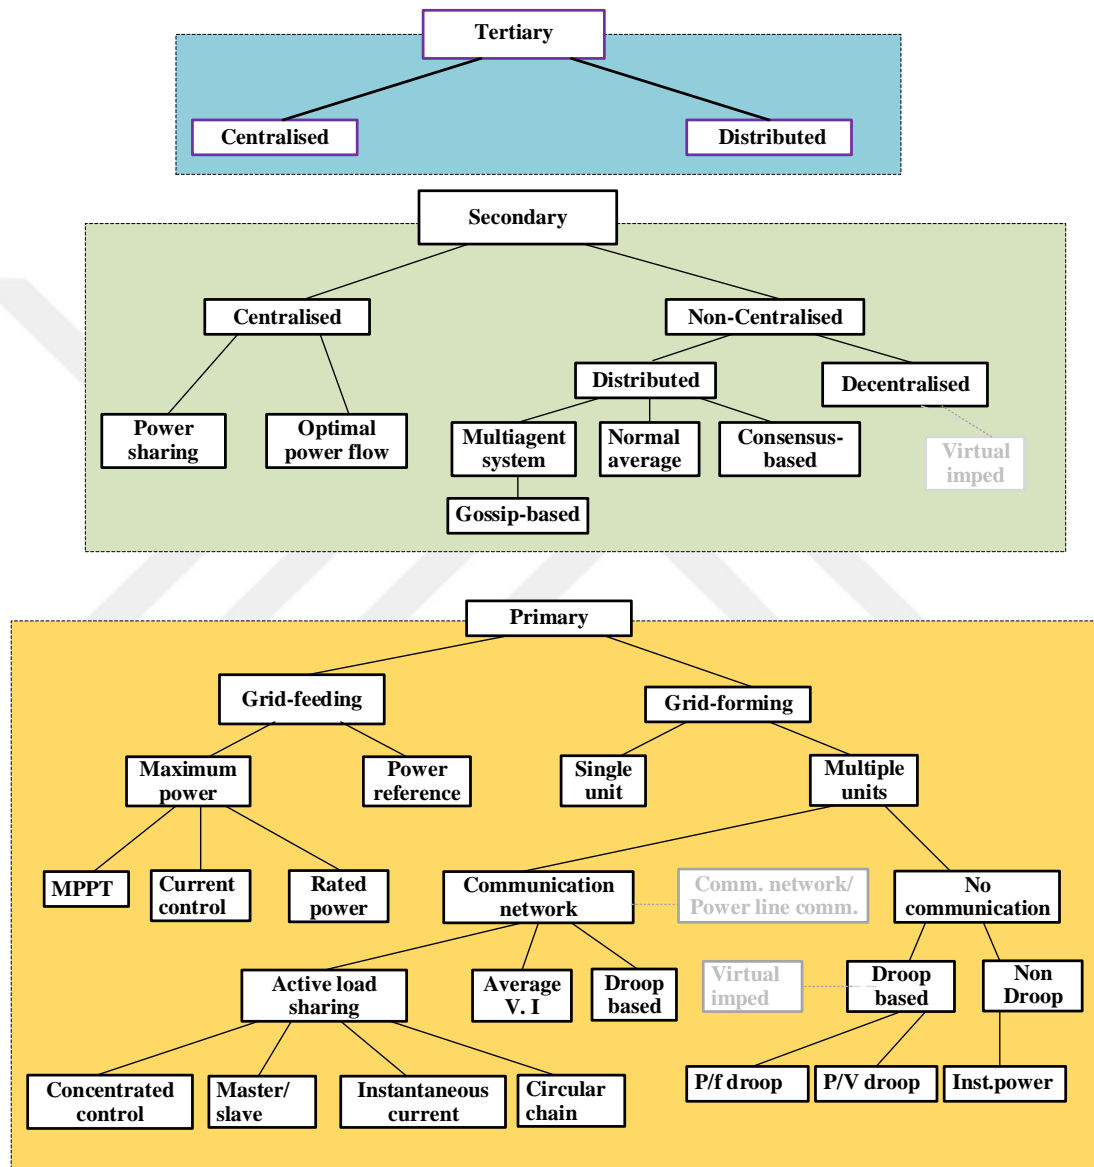 Tertiary
Centralised
Distributed
Secondary
Centralised
Non-Centralised
Distributed
Decentralised
Power
sharing
Optimal
power flow
Multiagent
system
Normal
average
Consensus-
based
Virtual
imped
Gossip-based
Primary
Grid-feeding
Grid-forming
Maximum
power
Power
reference
Single
unit
Multiple
units
MPPT
Current
control
Rated
power
Communication
network
Comm. network/
Power line comm.
No
communication
Active load
sharing
Average
V. I
Droop
based
Virtual
imped
Droop
based
Non
Droop
Concentrated
control
Master/
slave
Instantaneous
current
Circular
chain
P/f droop
P/V droop
Inst.power